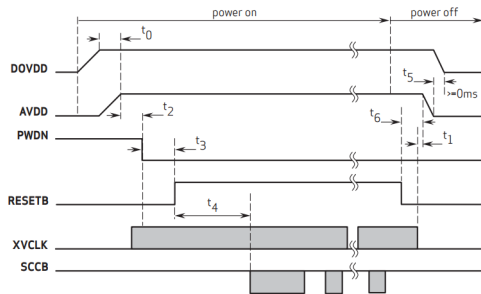 power on
power off
t0
DOVDD
t5
>=0ms
AVDD
t2
t6
t1
PWDN
t3
RESETB
t4
XVCLK
SCCB